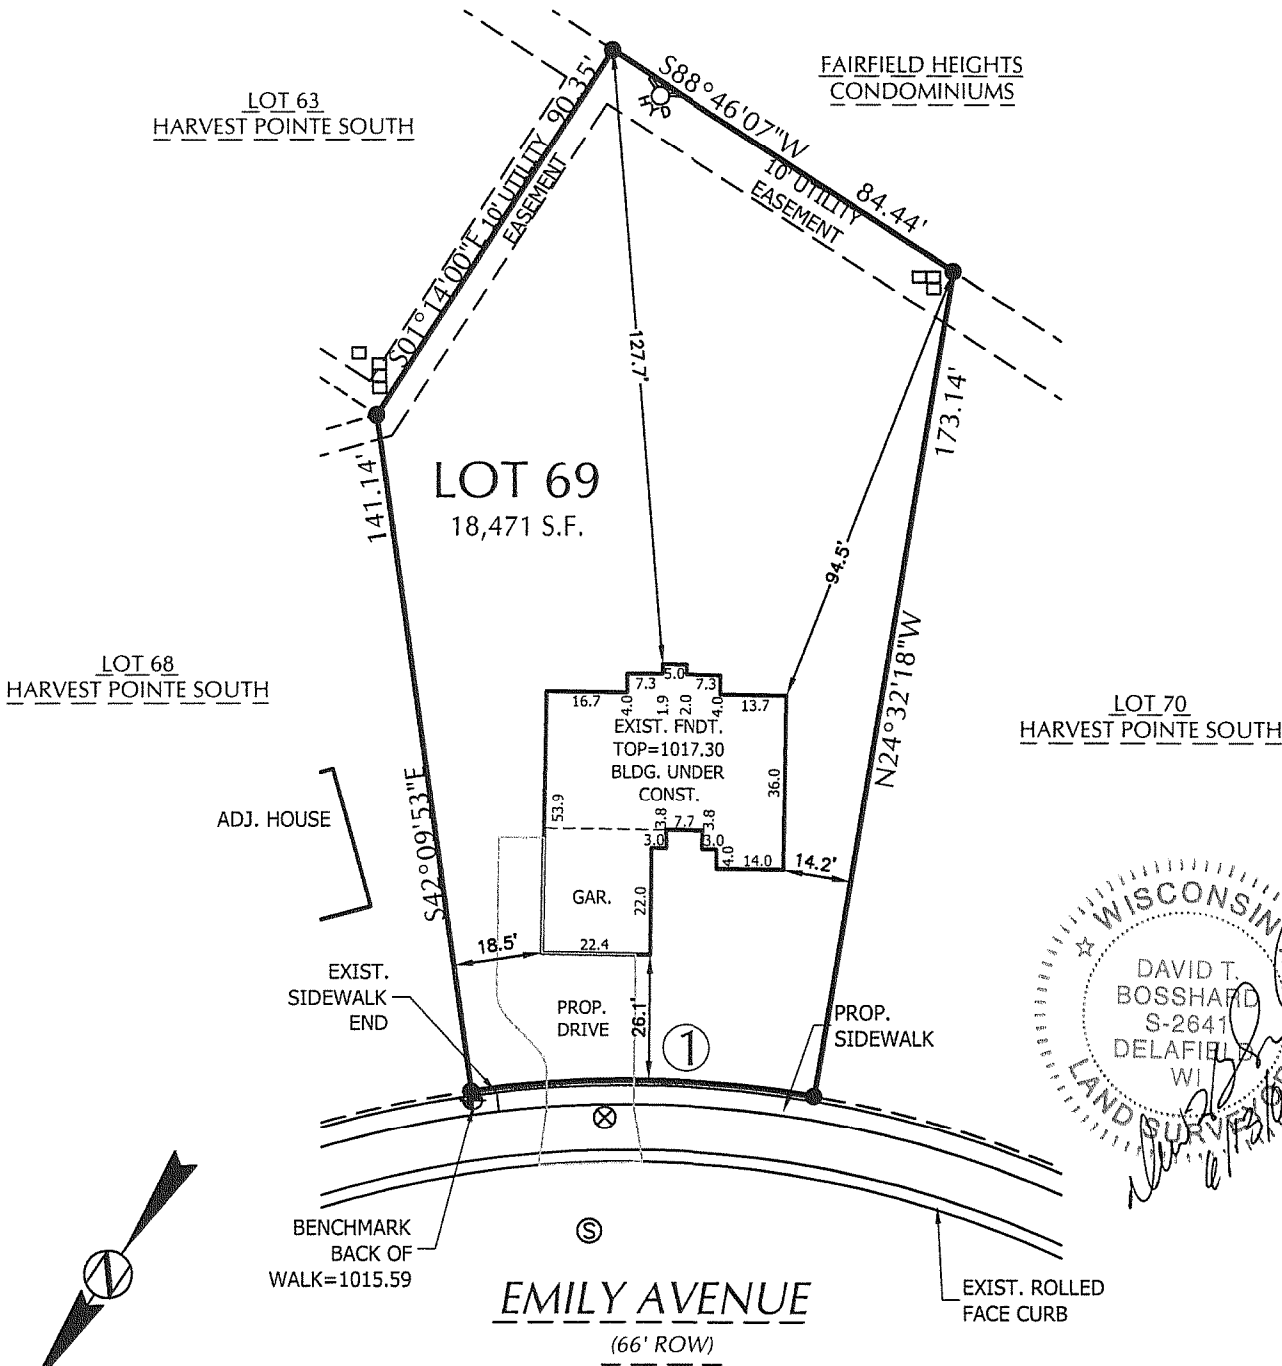 LOT 63
HARVEST POINTE SOUTH
FAIRFIELD HEIGHTS
CONDOMINIUMS
S01°14'00"E
90.35'
10' UTILITY
EASEMENT
HYD
S88°46'07"W
84.44'
10' UTILITY
EASEMENT
127.7'
94.5'
173.14'
N24°32'18"W
141.14'
S42°09'53"E
LOT 69
18,471 S.F.
LOT 68
HARVEST POINTE SOUTH
LOT 70
HARVEST POINTE SOUTH
ADJ. HOUSE
16.7
7.3
5.0
7.3
13.7
4.0
1.9
2.0
4.0
EXIST. FNDT.
TOP=1017.30
BLDG. UNDER
CONST.
53.9
36.0
3.8
7.7
3.8
3.0
3.0
4.0
14.0
14.2'
GAR.
22.0
22.4
18.5'
26.1'
EXIST.
SIDEWALK
END
PROP.
DRIVE
1
PROP.
SIDEWALK
WISCONSIN
DAVID T.
BOSSHARD
S-2641
DELAFIELD
WI
LAND SURVEYOR
BENCHMARK
BACK OF
WALK=1015.59
S
EMILY AVENUE
(66' ROW)
EXIST. ROLLED
FACE CURB